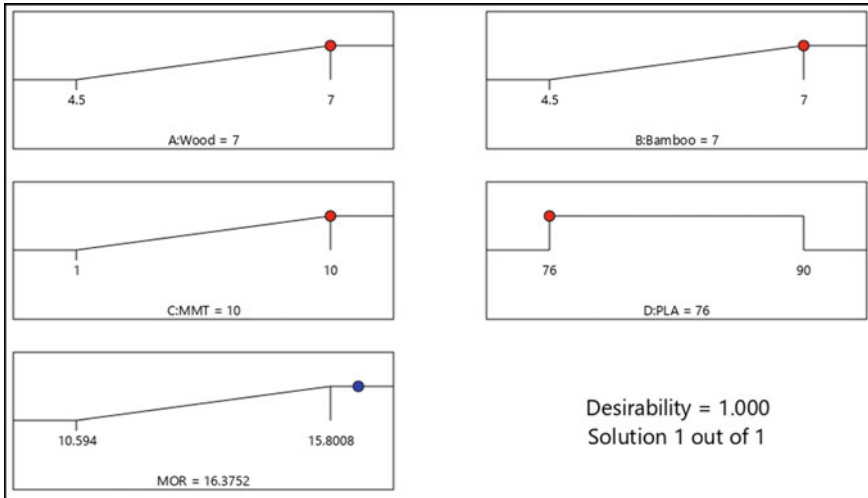 4.5 7
A:Wood = 7
4.5 7
B:Bamboo = 7
1 10
C:MMT = 10
76 90
D:PLA = 76
10.594 15.8008
MOR = 16.3752
Desirability = 1.000
Solution 1 out of 1